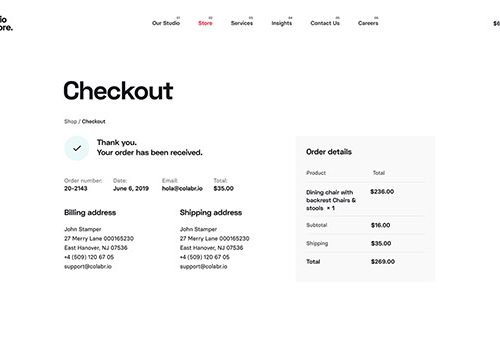 io
ore.
01 02 03 04 05 06
Our Studio Store Services Insights Contact Us Careers
Checkout
Shop / Checkout
Thank you.
Your order has been received.
Order number: Date: Email: Total:
20-2143 June 6, 2019 hola@colabr.io $35.00
Billing address
John Stamper
27 Merry Lane 000165230
East Hanover, NJ 07536
+4 (509) 120 67 05
support@colabr.io
Shipping address
John Stamper
27 Merry Lane 000165230
East Hanover, NJ 07536
+4 (509) 120 67 05
support@colabr.io
Order details
Product Total
Dining chair with $236.00
backrest Chairs &
stools × 1
Subtotal $16.00
Shipping $35.00
Total $269.00